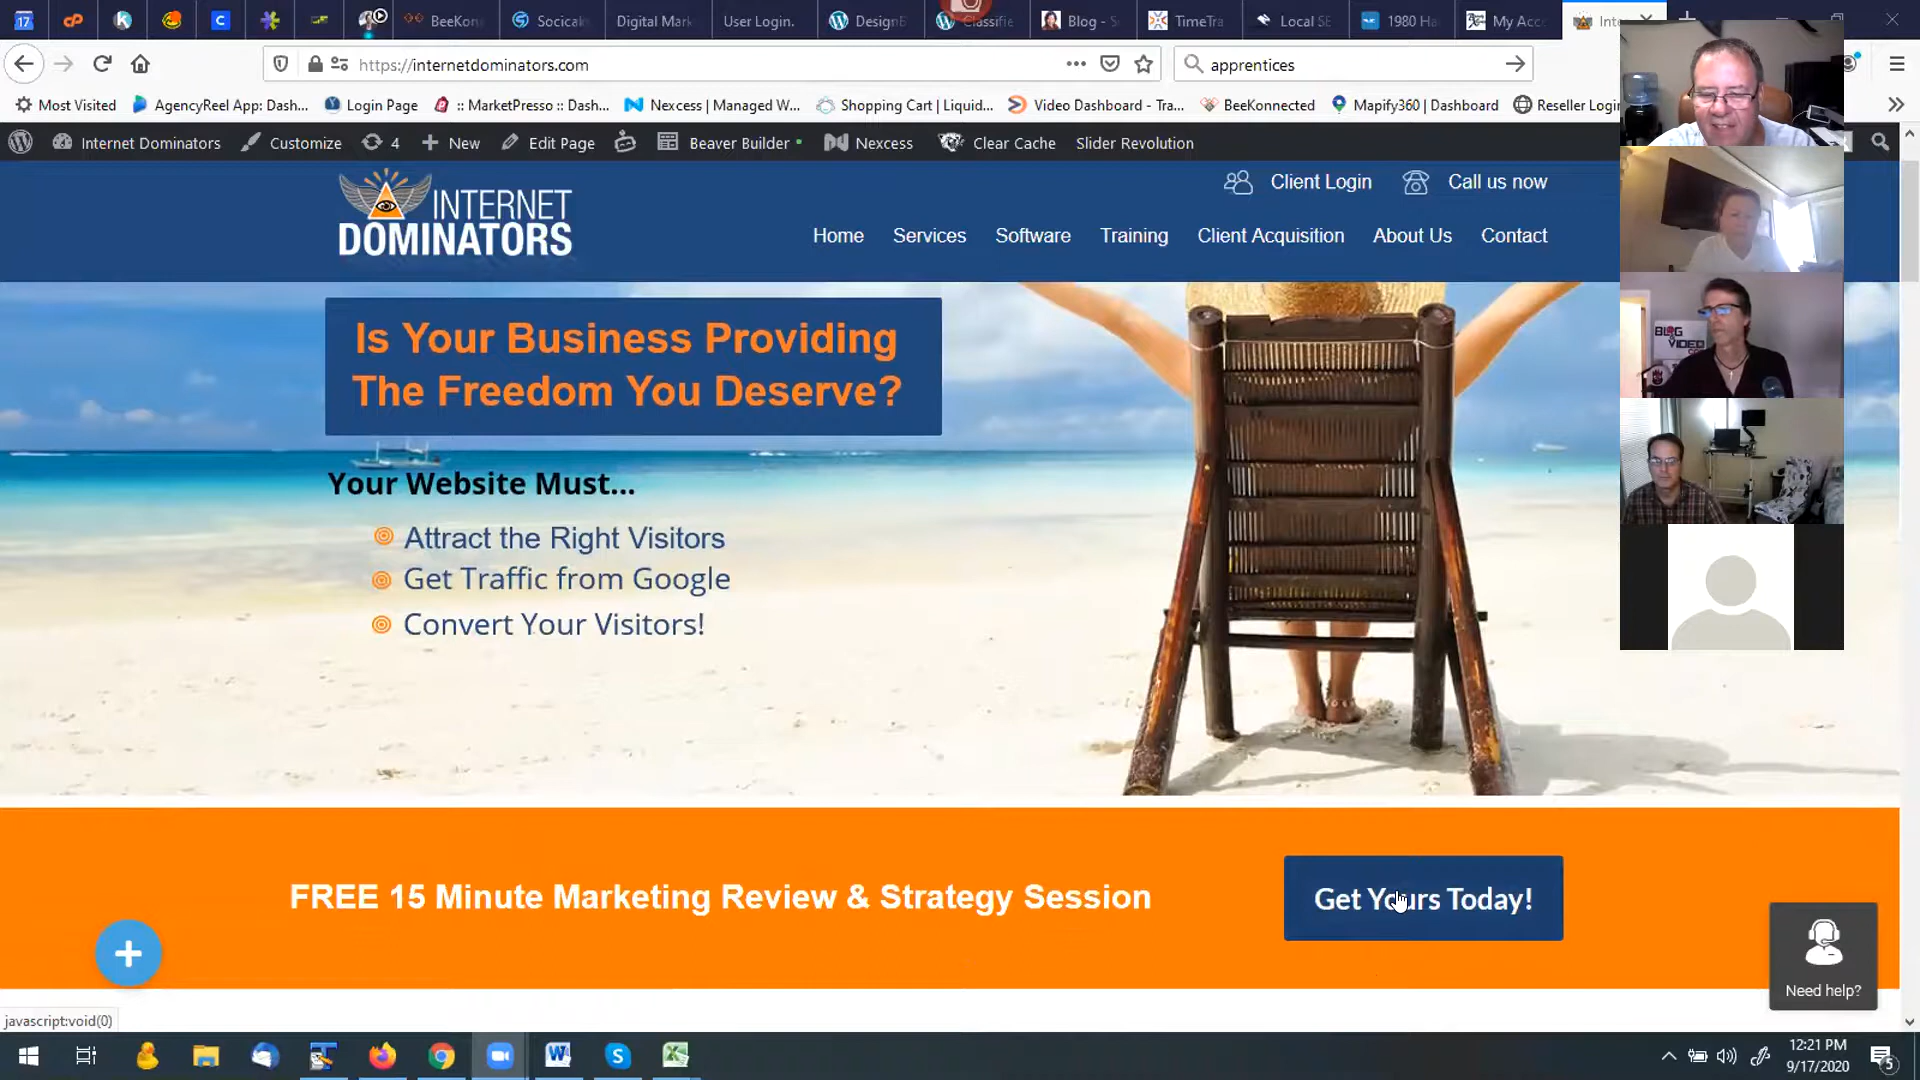 17
BeeKon
Socica
Digital Mark
User Login.
Design
Classifie
Blog - S
TimeTra
Local SE
1980 Ha
My Acc
Inte
https://internetdominators.com
apprentices
Most Visited
AgencyReel App: Dash...
Login Page
:: MarketPresso :: Dash...
Nexcess | Managed W...
Shopping Cart | Liquid...
Video Dashboard - Tra...
BeeKonnected
Mapify360 | Dashboard
Reseller Login
Internet Dominators
Customize
4
New
Edit Page
Beaver Builder
Nexcess
Clear Cache
Slider Revolution
INTERNET
DOMINATORS
Client Login
Call us now
Home
Services
Software
Training
Client Acquisition
About Us
Contact
Is Your Business Providing
The Freedom You Deserve?
Your Website Must...
Attract the Right Visitors
Get Traffic from Google
Convert Your Visitors!
BLOG
VIDEO
FREE 15 Minute Marketing Review & Strategy Session
Get Yours Today!
Need help?
javascript:void(0)
12:21 PM
9/17/2020
5